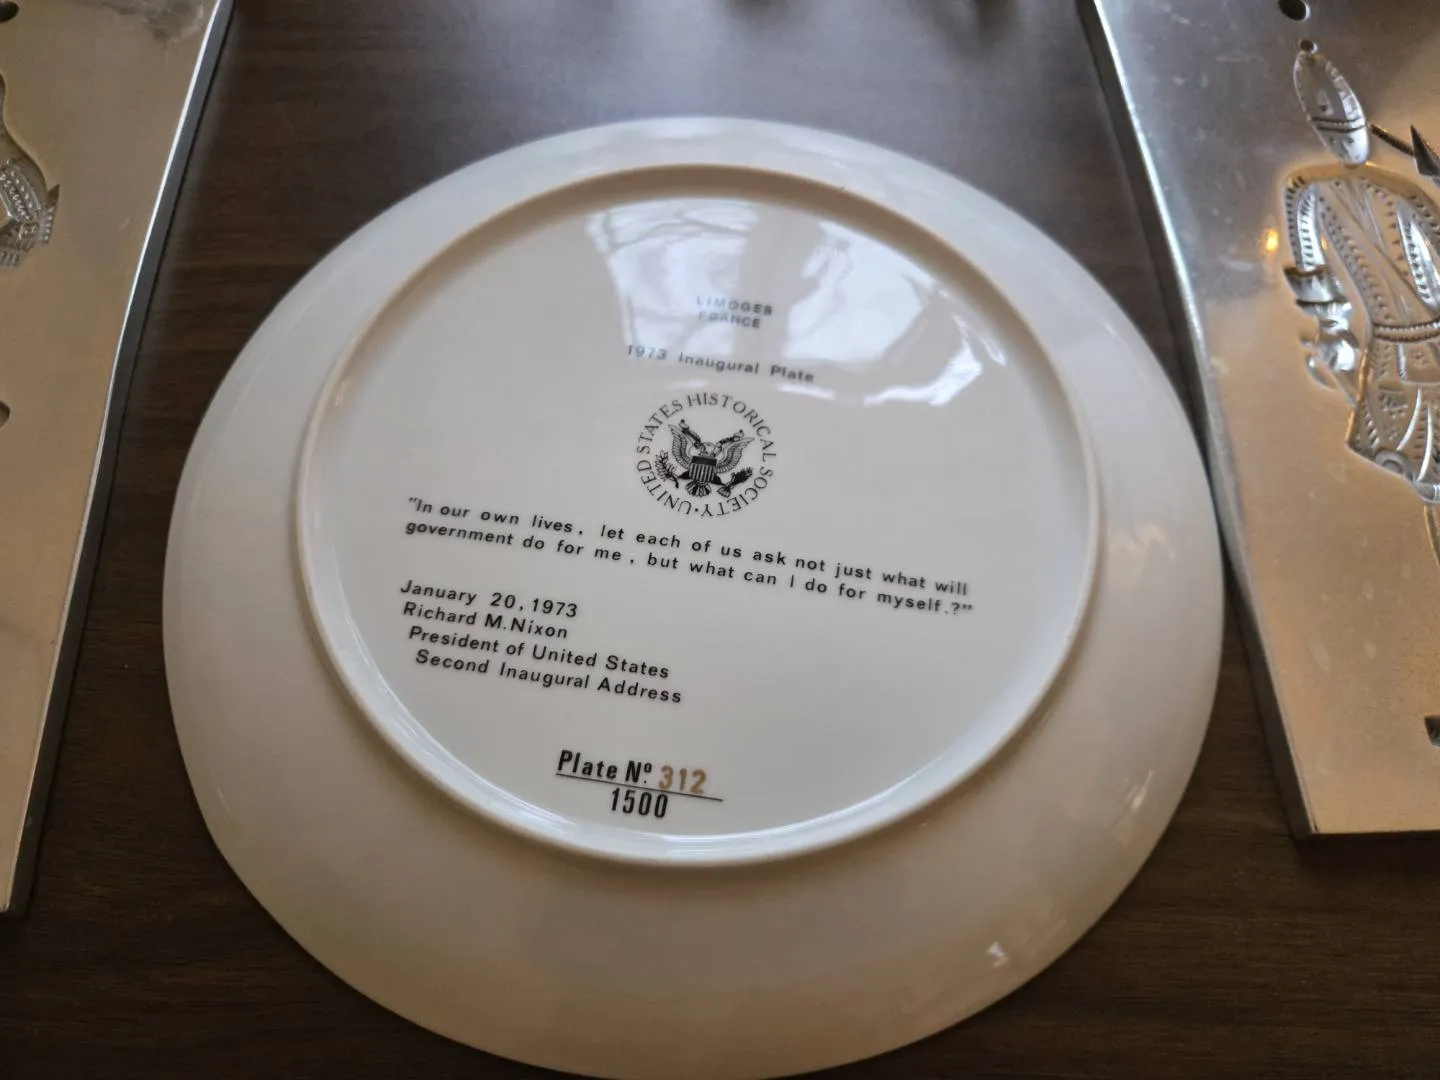 LIMOGES
FRANCE
1973 Inaugural Plate
UNITED STATES HISTORICAL SOCIETY •
"In our own lives, let each of us ask not just what will
government do for me, but what can I do for myself.?"
January 20, 1973
Richard M. Nixon
President of United States
Second Inaugural Address
Plate Nº. 312
1500